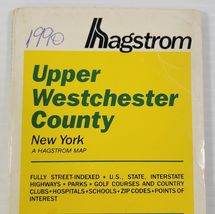 1990
hagstrom
Upper
Westchester
County
New York
A HAGSTROM MAP
FULLY STREET-INDEXED • U.S., STATE, INTERSTATE
HIGHWAYS • PARKS • GOLF COURSES AND COUNTRY
CLUBS • HOSPITALS • SCHOOLS • ZIP CODES • POINTS OF
INTEREST